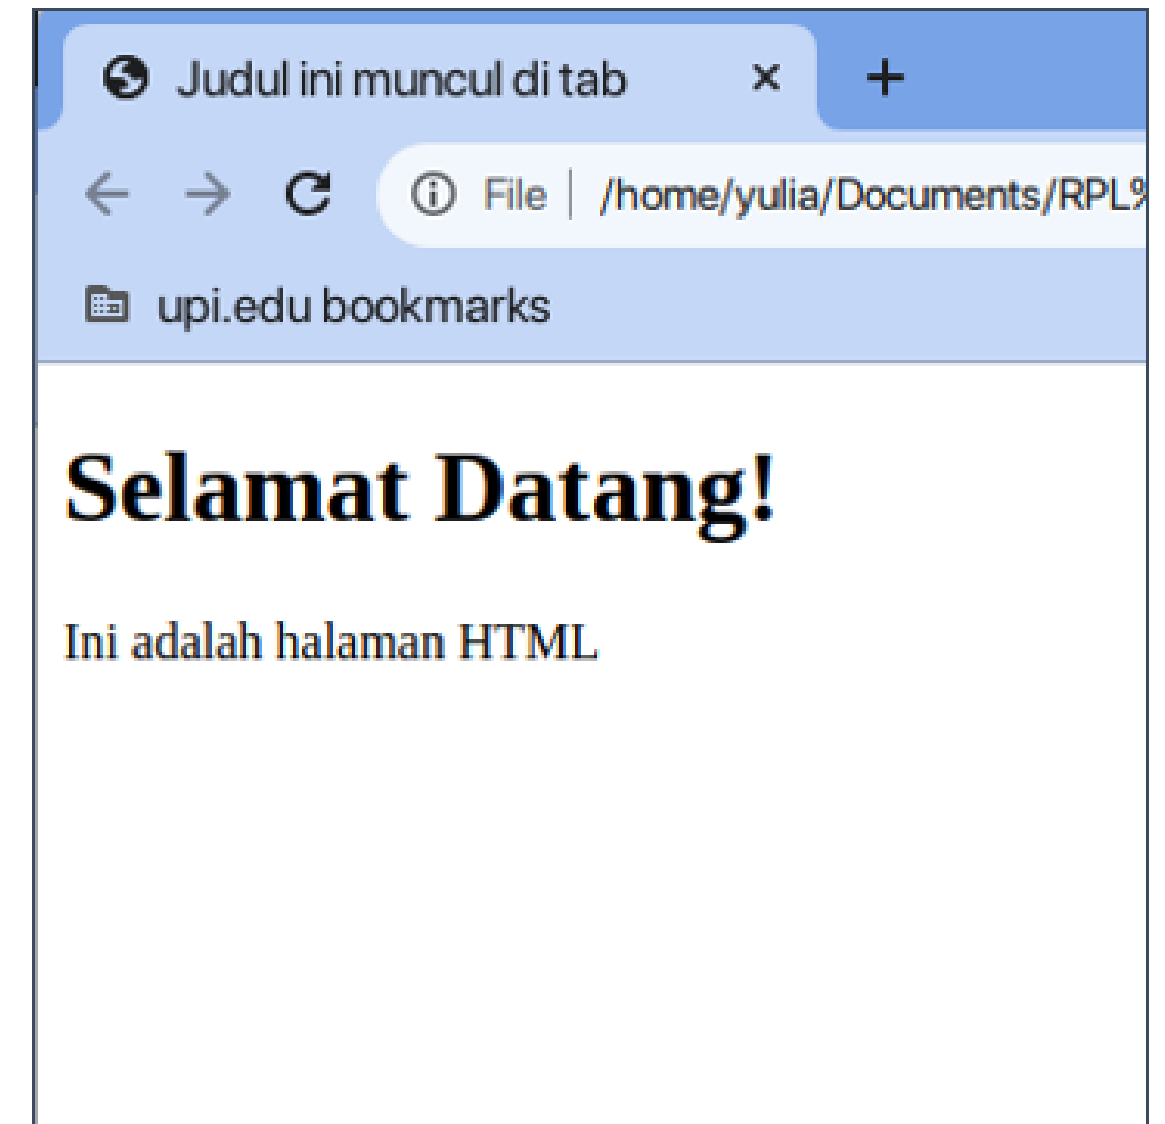 Judul ini muncul di tab
File /home/yulia/Documents/RPL%
upi.edu bookmarks
Selamat Datang!
Ini adalah halaman HTML